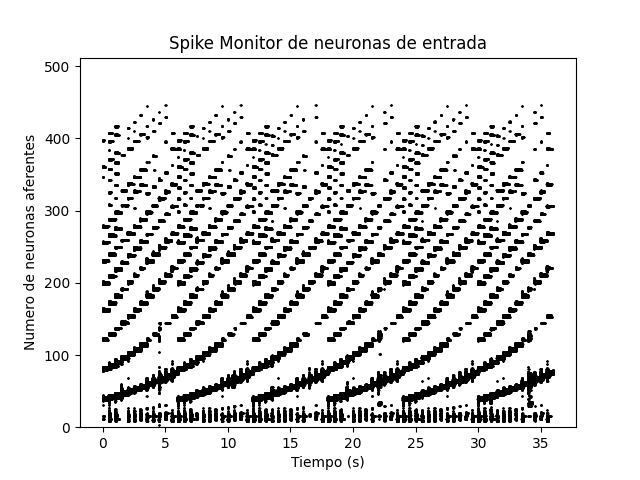 Spike Monitor de neuronas de entrada
500
400
300
200
100
0
Numero de neuronas aferentes
0 5 10 15 20 25 30 35
Tiempo (s)